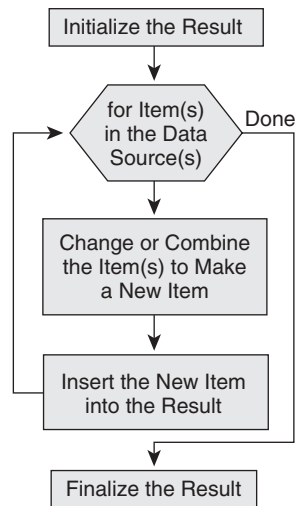 Initialize the Result
for Item(s)
in the Data
Source(s)
Done
Change or Combine
the Item(s) to Make
a New Item
Insert the New Item
into the Result
Finalize the Result